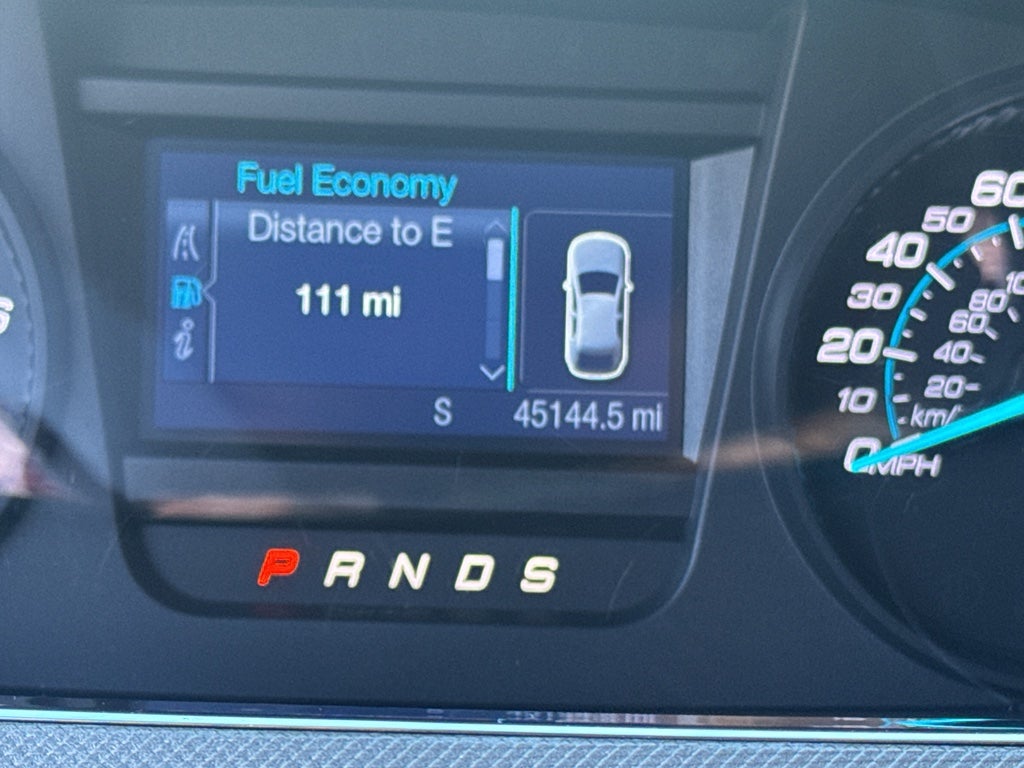 Fuel Economy
Distance to E
111 mi
S
45144.5 mi
P R N D S
60
50
40
30
20
10
0 MPH
80
60
40
20
km/